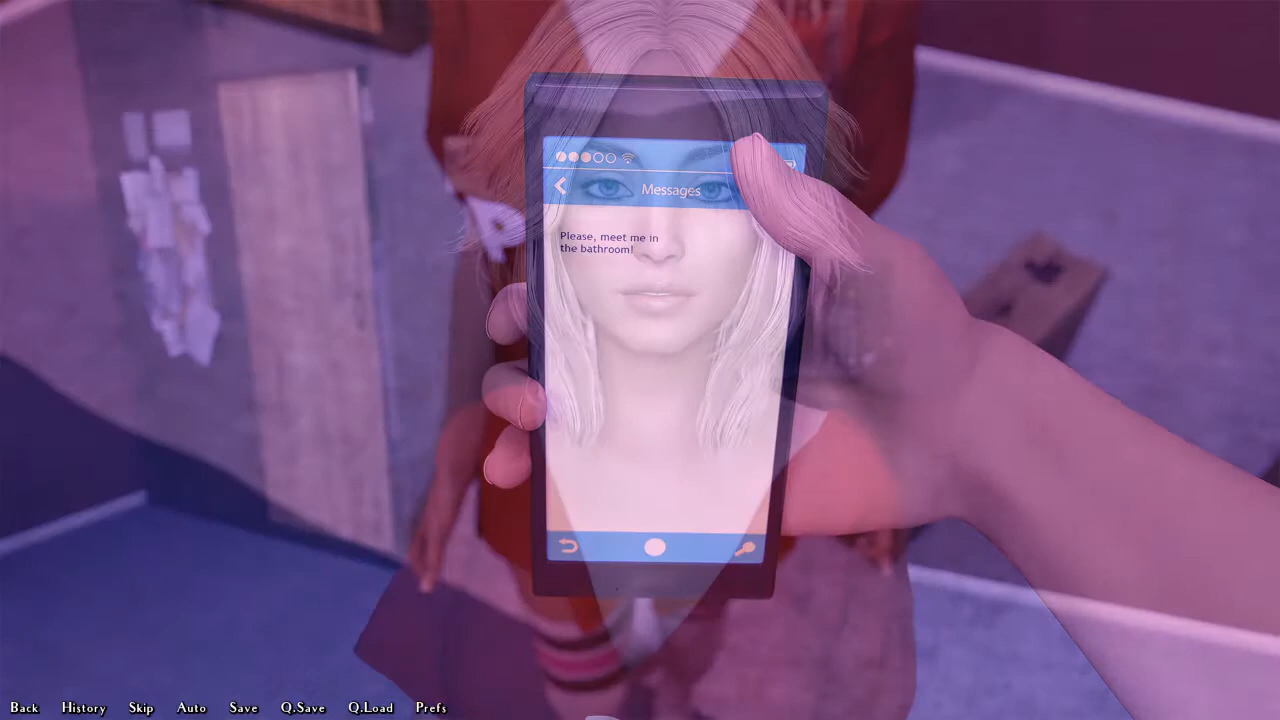 Messages
Please, meet me in
the bathroom!
Back History Skip Auto Save Q.Save Q.Load Prefs